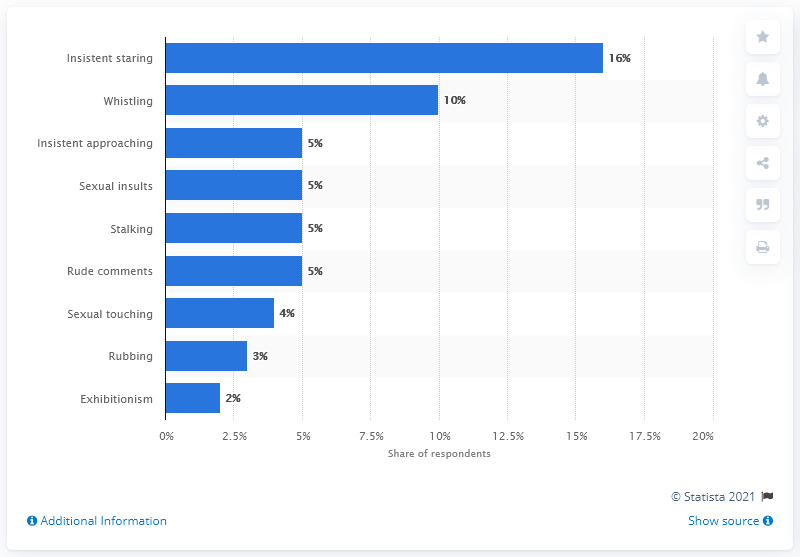 Insistent staring 16%
Whistling 10%
Insistent approaching 5%
Sexual insults 5%
Stalking 5%
Rude comments 5%
Sexual touching 4%
Rubbing 3%
Exhibitionism 2%
0% 2.5% 5% 7.5% 10% 12.5% 15% 17.5% 20%
Share of respondents
© Statista 2021
Additional Information Show source